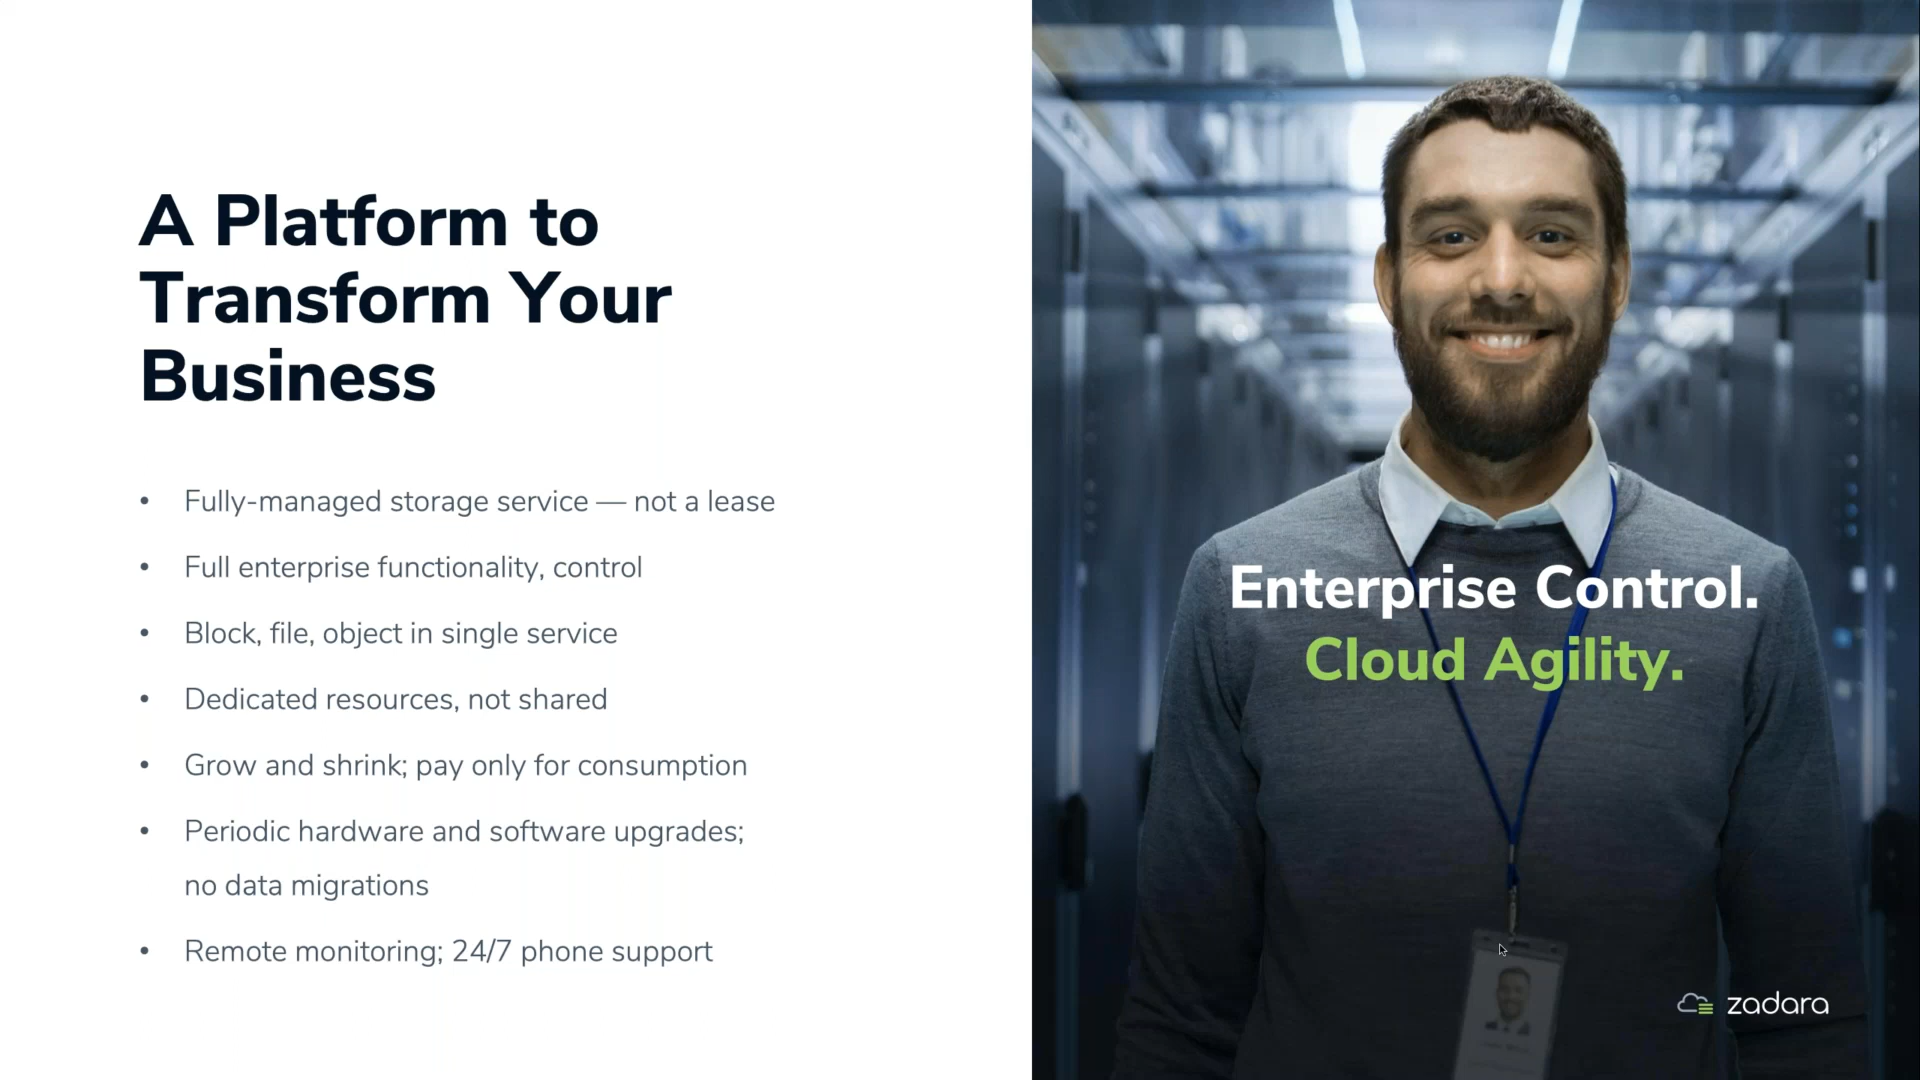 A Platform to
Transform Your
Business
• Fully-managed storage service — not a lease
• Full enterprise functionality, control
• Block, file, object in single service
• Dedicated resources, not shared
• Grow and shrink; pay only for consumption
• Periodic hardware and software upgrades;
no data migrations
• Remote monitoring; 24/7 phone support
Enterprise Control.
Cloud Agility.
zadara